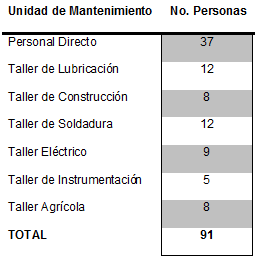 Unidad de Mantenimiento No. Personas
Personal Directo 37
Taller de Lubricación 12
Taller de Construcción 8
Taller de Soldadura 12
Taller Eléctrico 9
Taller de Instrumentación 5
Taller Agrícola 8
TOTAL 91